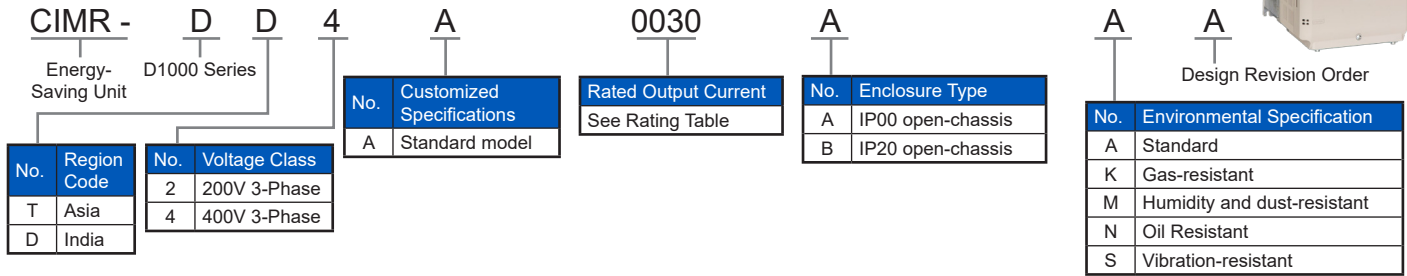 CIMR - D D 4 A 0030 A A A
Energy-
Saving Unit
D1000 Series
Design Revision Order
No. Region
Code
T Asia
D India
No. Voltage Class
2 200V 3-Phase
4 400V 3-Phase
No. Customized
Specifications
A Standard model
Rated Output Current
See Rating Table
No. Enclosure Type
A IP00 open-chassis
B IP20 open-chassis
No. Environmental Specification
A Standard
K Gas-resistant
M Humidity and dust-resistant
N Oil Resistant
S Vibration-resistant